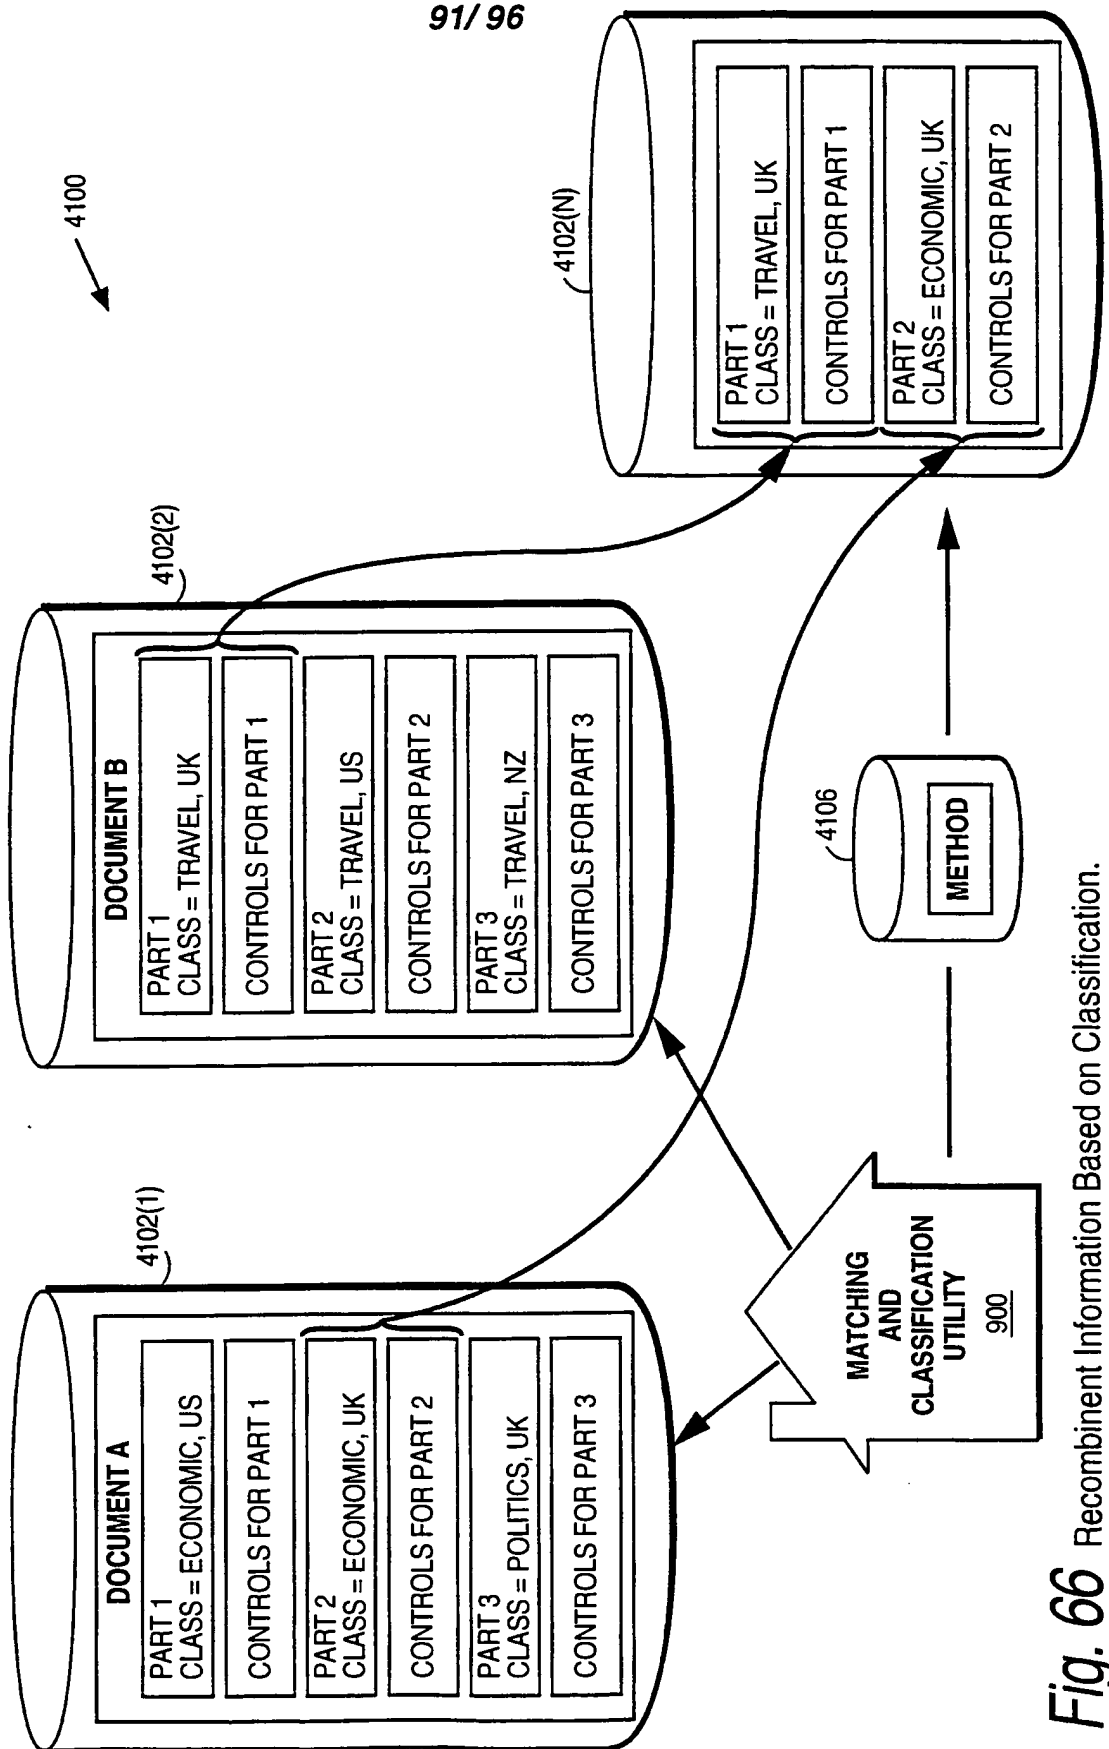 91/96
4100
4102(1)
DOCUMENT A
PART 1
CLASS = ECONOMIC, US
CONTROLS FOR PART 1
PART 2
CLASS = ECONOMIC, UK
CONTROLS FOR PART 2
PART 3
CLASS = POLITICS, UK
CONTROLS FOR PART 3
4102(2)
DOCUMENT B
PART 1
CLASS = TRAVEL, UK
CONTROLS FOR PART 1
PART 2
CLASS = TRAVEL, US
CONTROLS FOR PART 2
PART 3
CLASS = TRAVEL, NZ
CONTROLS FOR PART 3
4102(N)
PART 1
CLASS = TRAVEL, UK
CONTROLS FOR PART 1
PART 2
CLASS = ECONOMIC, UK
CONTROLS FOR PART 2
MATCHING
AND
CLASSIFICATION
UTILITY
900
4106
METHOD
Fig. 66 Recombinent Information Based on Classification.